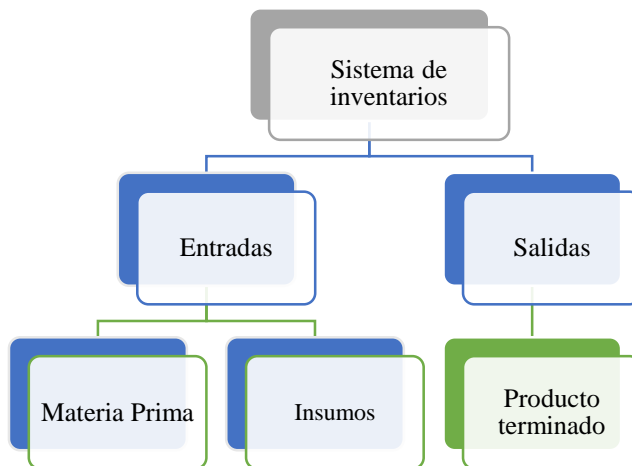 Sistema de
inventarios
Entradas
Salidas
Materia Prima
Insumos
Producto
terminado